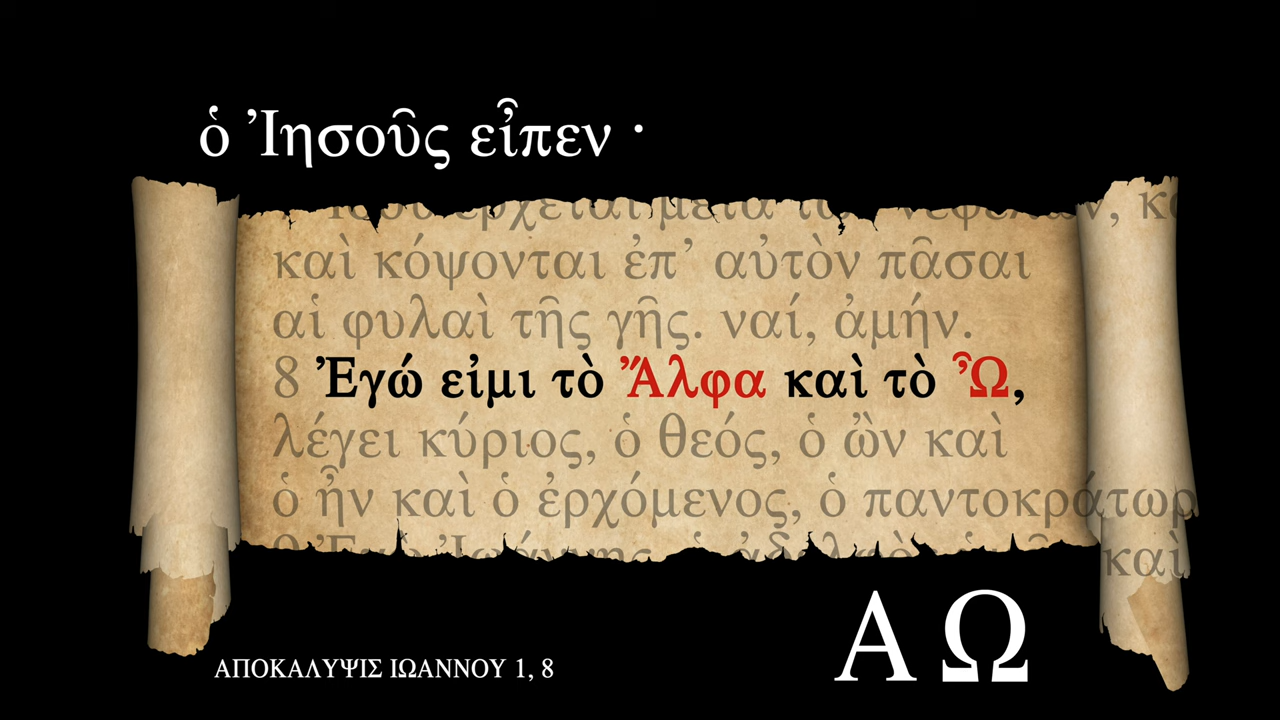 ὁ Ἰησοῦς εἶπεν ·
καὶ κόψονται ἐπ’ αὐτὸν πᾶσαι
αἱ φυλαὶ τῆς γῆς. ναί, ἀμήν.
8 Ἐγώ εἰμι τὸ Ἄλφα καὶ τὸ Ὦ,
λέγει κύριος, ὁ θεός, ὁ ὢν καὶ
ὁ ἦν καὶ ὁ ἐρχόμενος, ὁ παντοκράτωρ
καὶ
Α Ω
ΑΠΟΚΑΛΥΨΙΣ ΙΩΑΝΝΟΥ 1, 8